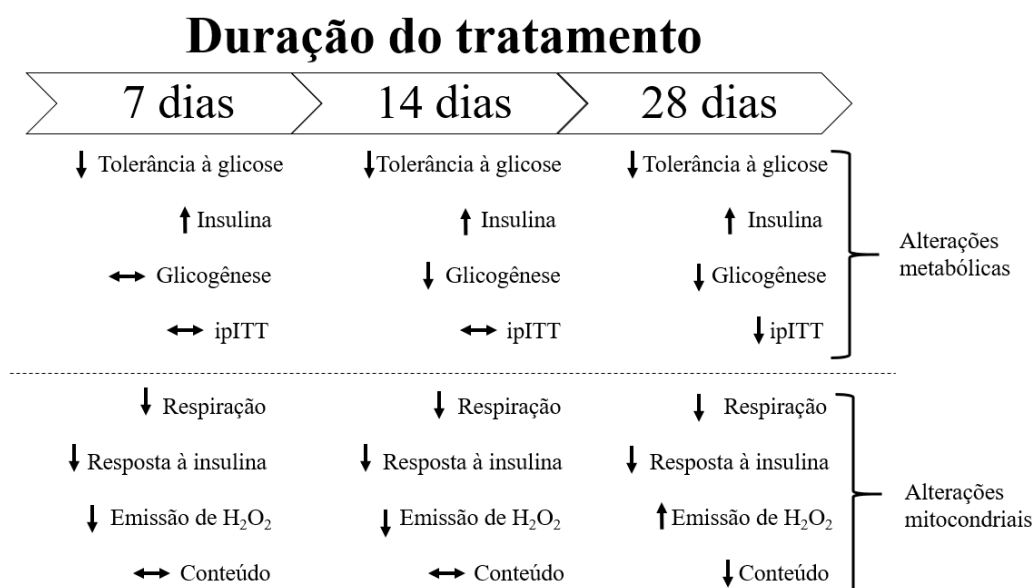 Duração do tratamento
7 dias 14 dias 28 dias
↓ Tolerância à glicose ↓ Tolerância à glicose ↓ Tolerância à glicose
↑ Insulina ↑ Insulina ↑ Insulina
↔ Glicogênese ↓ Glicogênese ↓ Glicogênese
↔ ipITT ↔ ipITT ↓ ipITT
Alterações
metabólicas
↓ Respiração ↓ Respiração ↓ Respiração
↓ Resposta à insulina ↓ Resposta à insulina ↓ Resposta à insulina
↓ Emissão de H₂O₂ ↓ Emissão de H₂O₂ ↑ Emissão de H₂O₂
↔ Conteúdo ↔ Conteúdo ↓ Conteúdo
Alterações
mitocondriais